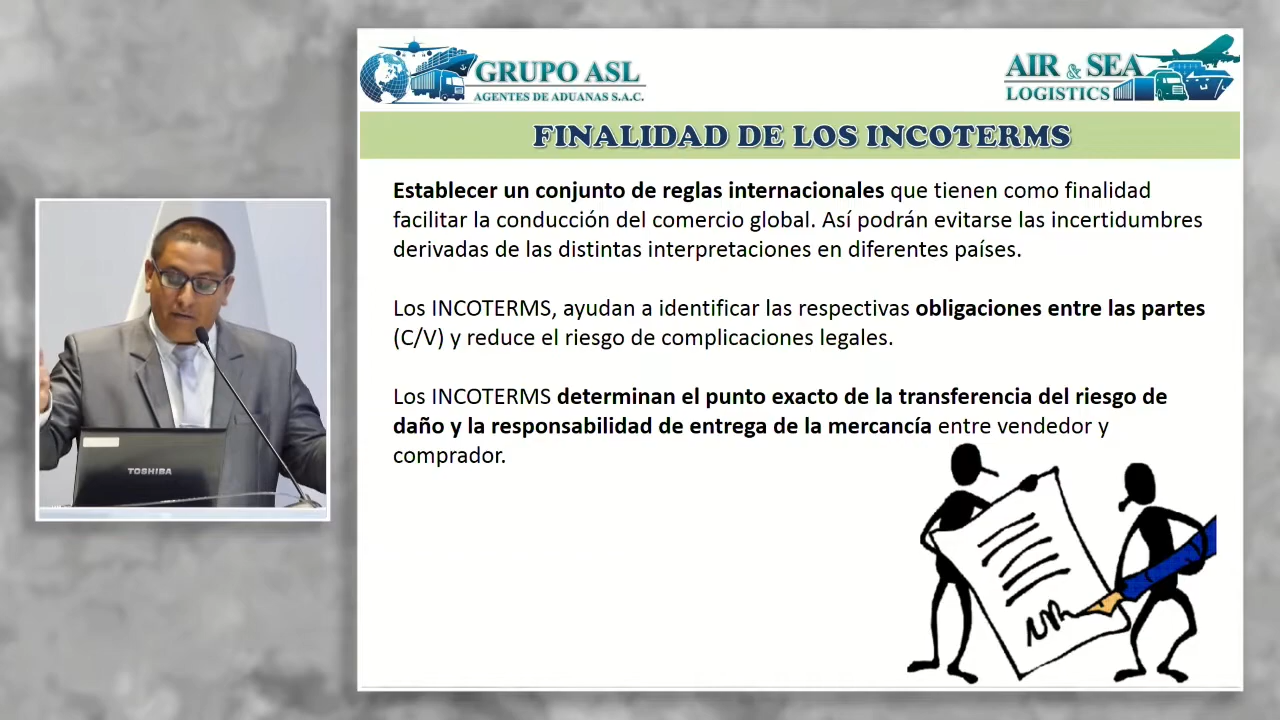 GRUPO ASL
AGENTES DE ADUANAS S.A.C.
AIR & SEA
LOGISTICS
FINALIDAD DE LOS INCOTERMS
Establecer un conjunto de reglas internacionales que tienen como finalidad
facilitar la conducción del comercio global. Así podrán evitarse las incertidumbres
derivadas de las distintas interpretaciones en diferentes países.
Los INCOTERMS, ayudan a identificar las respectivas obligaciones entre las partes
(C/V) y reduce el riesgo de complicaciones legales.
Los INCOTERMS determinan el punto exacto de la transferencia del riesgo de
daño y la responsabilidad de entrega de la mercancía entre vendedor y
comprador.
TOSHIBA